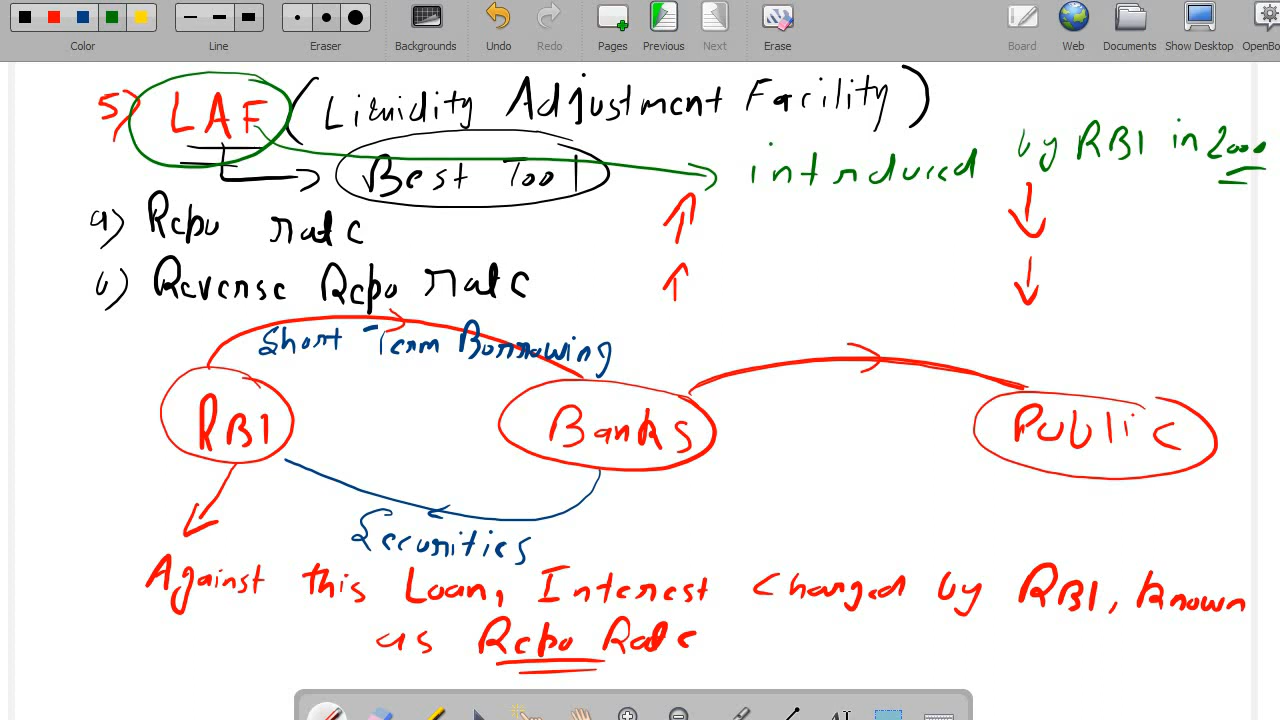 Color Line Eraser Backgrounds Undo Redo Pages Previous Next Erase Board Web Documents Show Desktop OpenBo
5) LAF (Liquidity Adjustment Facility)
Best Tool introduced by RBI in 2000
a) Repo rate
b) Reverse Repo rate
Short Term Borrowing
RBI Banks Public
Securities
Against this Loan, Interest charged by RBI, known
as Repo Rate